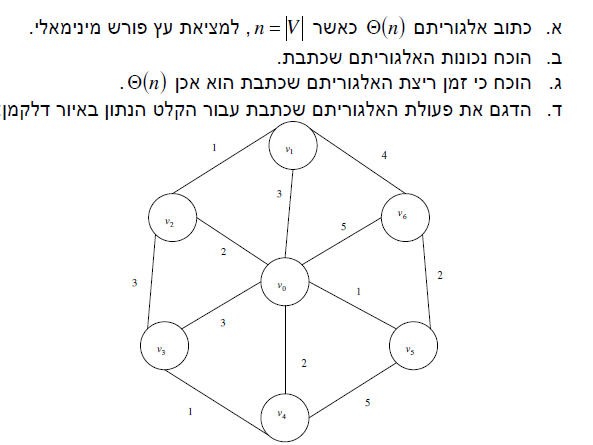 א. כתוב אלגוריתם Θ(n) כאשר n = |V| , למציאת עץ פורש מינימאלי.
ב. הוכח נכונות האלגוריתם שכתבת.
ג. הוכח כי זמן ריצת האלגוריתם שכתבת הוא אכן Θ(n) .
ד. הדגם את פעולת האלגוריתם שכתבת עבור הקלט הנתון באיור דלקמן:
1
v1
4
3
v2
v6
5
2
3
2
v0
1
3
v3
v5
2
1
5
v4